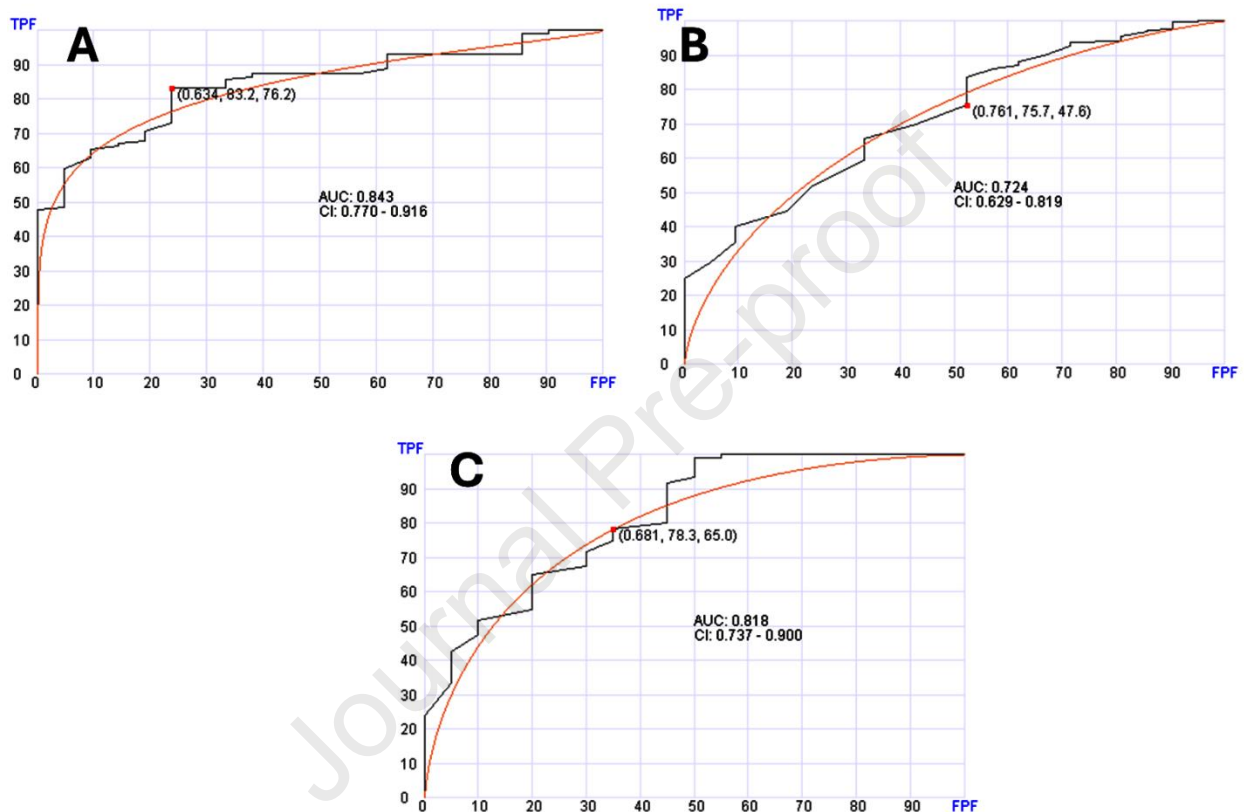 A
TPF
90
80
70
60
50
40
30
20
10
0
0 10 20 30 40 50 60 70 80 90 FPF
(0.634, 83.2, 76.2)
AUC: 0.843
CI: 0.770 - 0.916
B
TPF
90
80
70
60
50
40
30
20
10
0
0 10 20 30 40 50 60 70 80 90 FPF
(0.761, 75.7, 47.6)
AUC: 0.724
CI: 0.629 - 0.819
C
TPF
90
80
70
60
50
40
30
20
10
0
0 10 20 30 40 50 60 70 80 90 FPF
(0.681, 78.3, 65.0)
AUC: 0.818
CI: 0.737 - 0.900
Journal Pre-proof